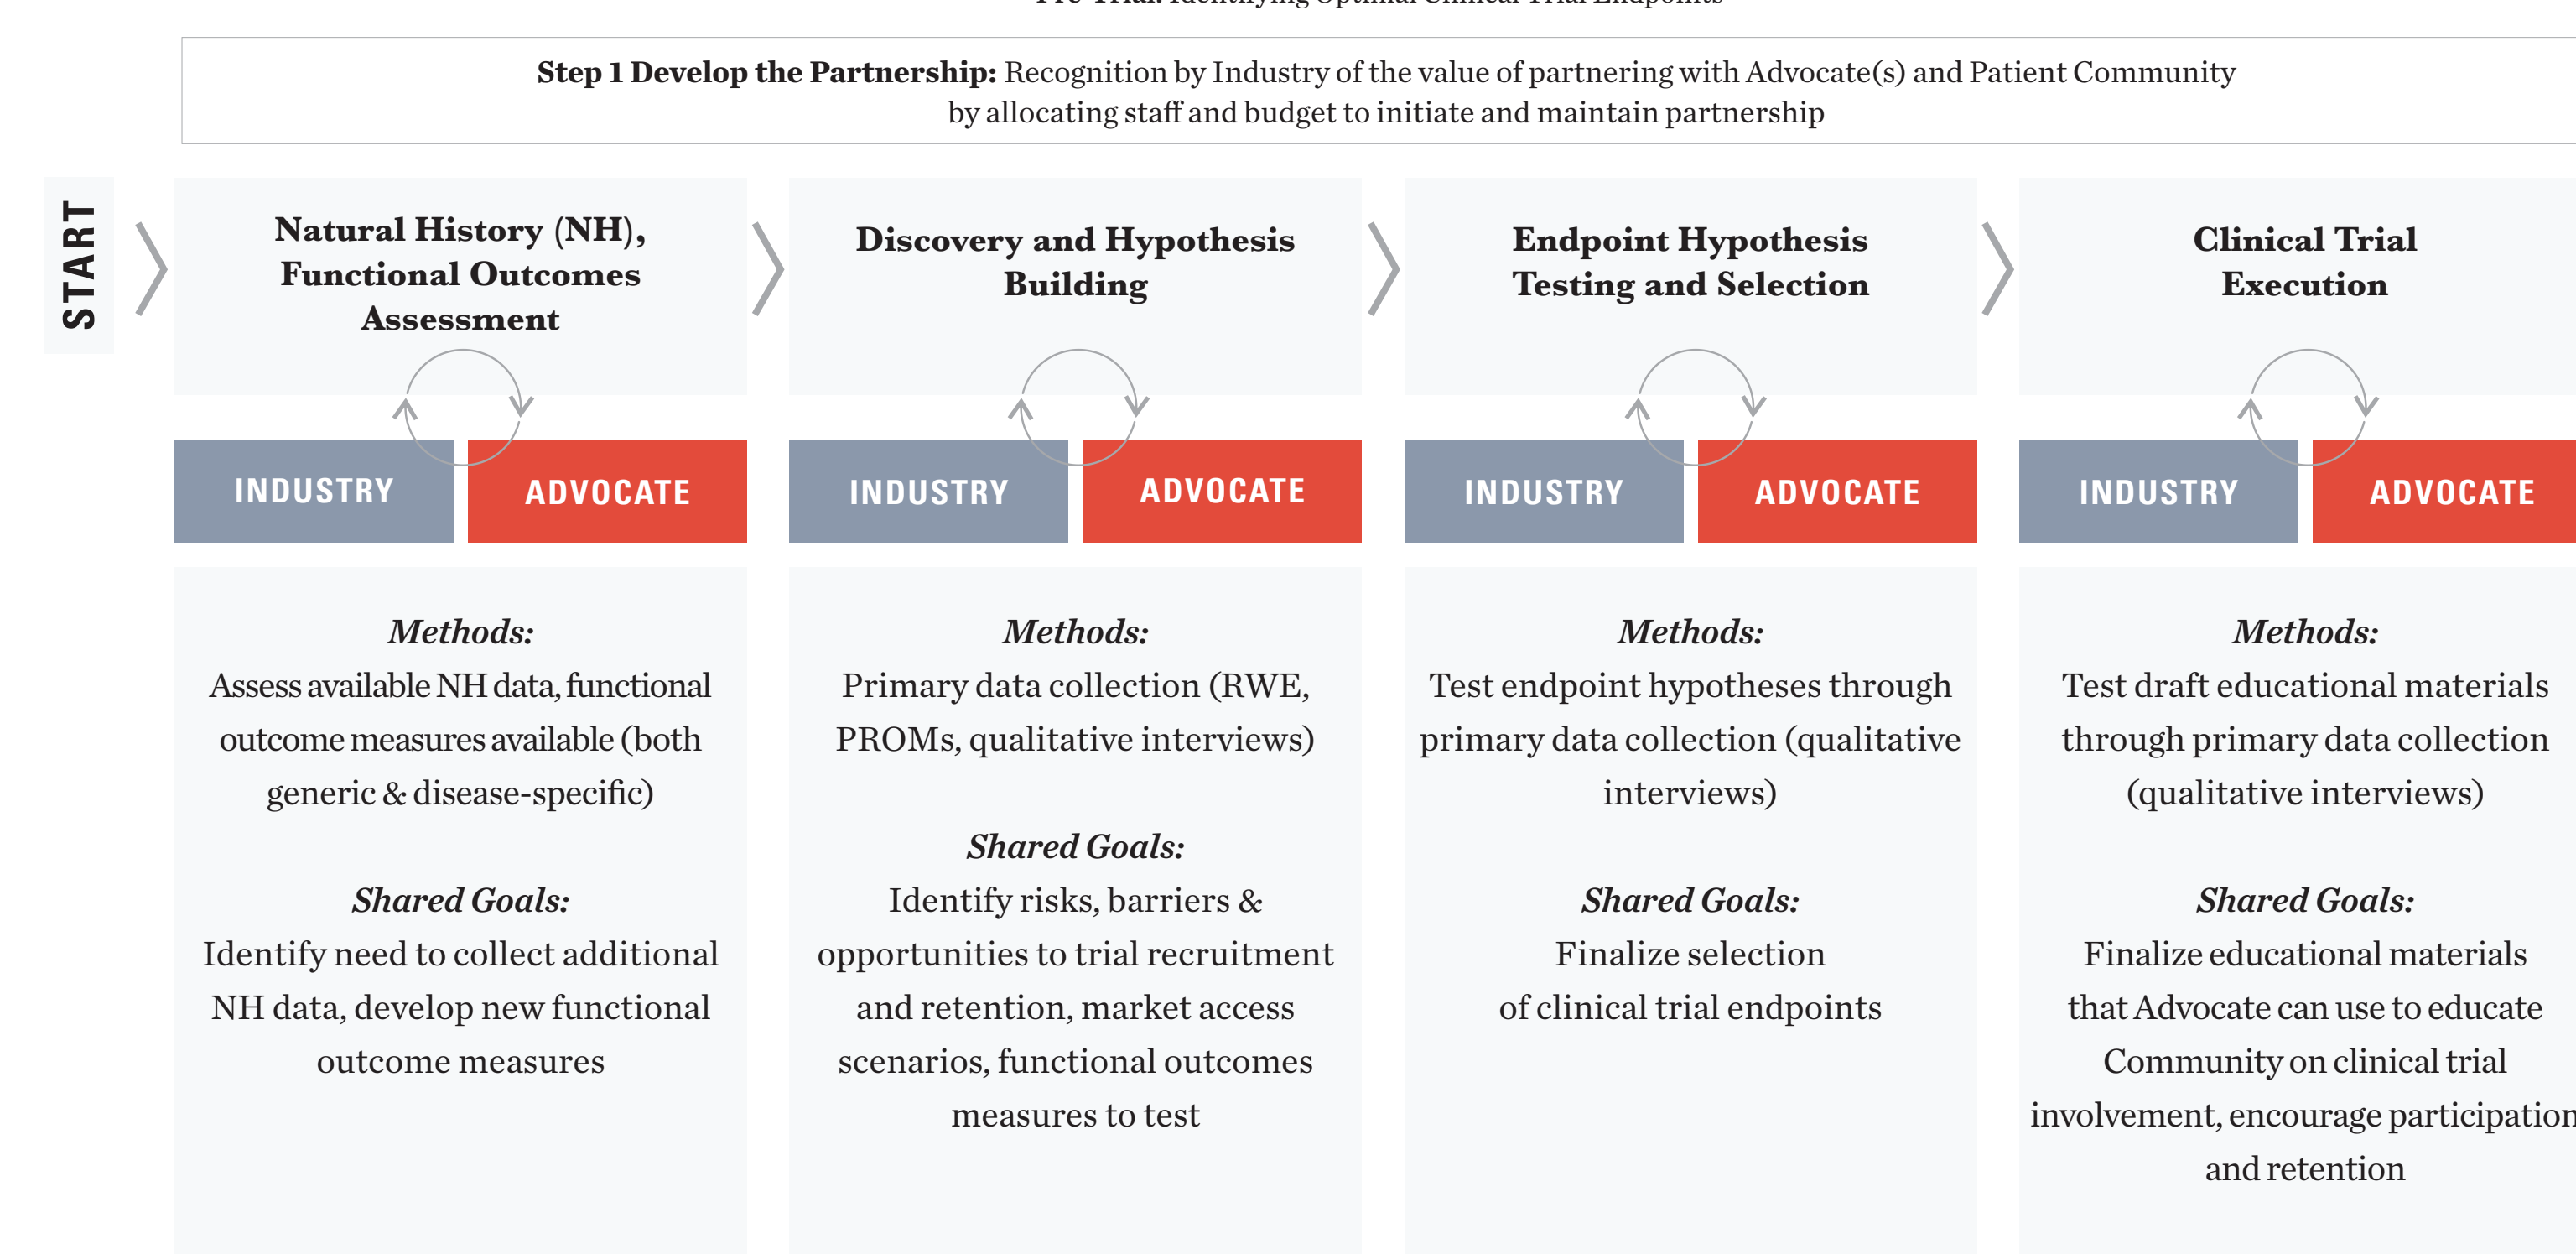 Pre-Trial: Identifying Optimal Clinical Trial Endpoints
Step 1 Develop the Partnership: Recognition by Industry of the value of partnering with Advocate(s) and Patient Community
by allocating staff and budget to initiate and maintain partnership
START
Natural History (NH),
Functional Outcomes
Assessment
INDUSTRY
ADVOCATE
Methods:
Assess available NH data, functional
outcome measures available (both
generic & disease-specific)
Shared Goals:
Identify need to collect additional
NH data, develop new functional
outcome measures
Discovery and Hypothesis
Building
INDUSTRY
ADVOCATE
Methods:
Primary data collection (RWE,
PROMs, qualitative interviews)
Shared Goals:
Identify risks, barriers &
opportunities to trial recruitment
and retention, market access
scenarios, functional outcomes
measures to test
Endpoint Hypothesis
Testing and Selection
INDUSTRY
ADVOCATE
Methods:
Test endpoint hypotheses through
primary data collection (qualitative
interviews)
Shared Goals:
Finalize selection
of clinical trial endpoints
Clinical Trial
Execution
INDUSTRY
ADVOCATE
Methods:
Test draft educational materials
through primary data collection
(qualitative interviews)
Shared Goals:
Finalize educational materials
that Advocate can use to educate
Community on clinical trial
involvement, encourage participation
and retention